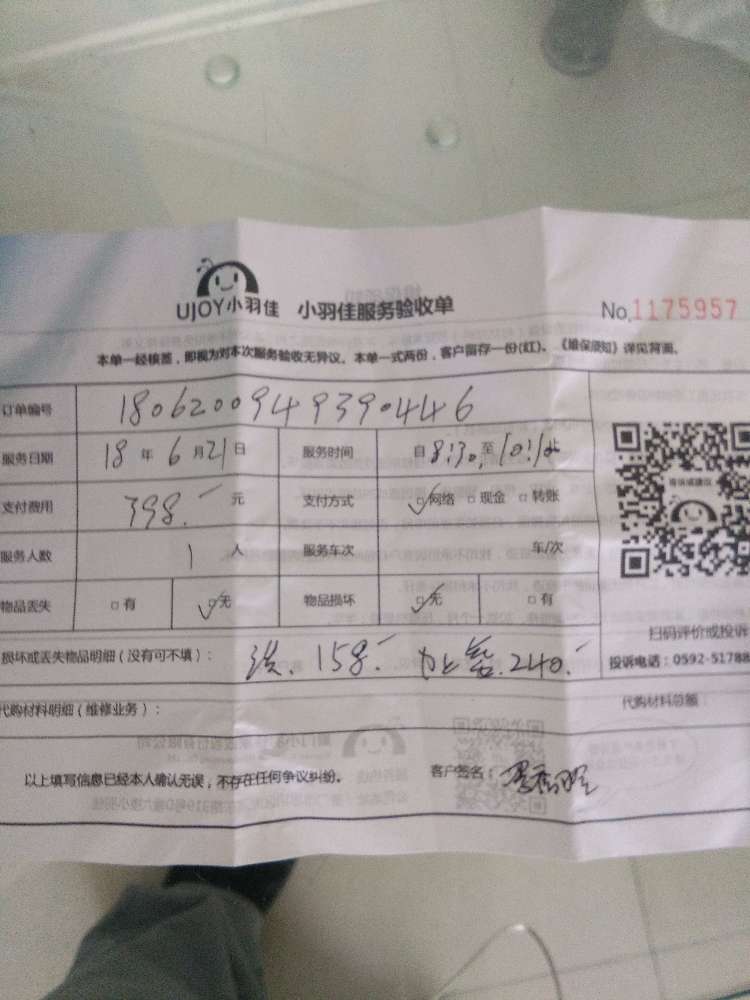 UJOY小羽佳 小羽佳服务验收单 No.1175957
本单一经核签，即视为对本次服务验收无异议。本单一式两份，客户留存一份(红)。《维保须知》详见背面。
订单编号 18062009493904446
服务日期 18 年 6 月 21 日 服务时间 自 8:30 至 10:10
支付费用 398.- 元 支付方式 ☑网络 □现金 □转账
服务人数 1 人 服务车次 车/次
物品丢失 □有 ☑无 物品损坏 ☑无 □有
扫码评价或投诉
损坏或丢失物品明细（没有可不填）： 洗.158.- 加氟.240.-
投诉电话：0592-51788
代购材料明细（维修业务）： 代购材料总额：
以上填写信息已经本人确认无误，不存在任何争议纠纷。 客户签名：